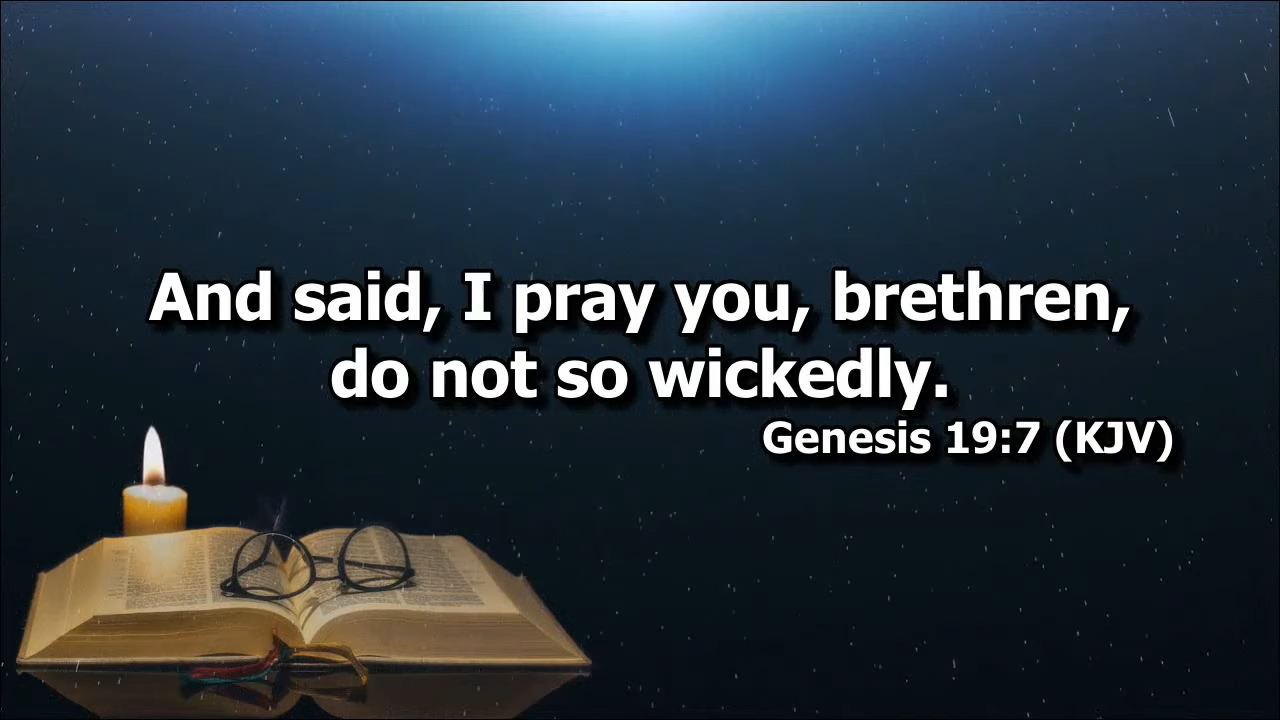 And said, I pray you, brethren,
do not so wickedly.
Genesis 19:7 (KJV)